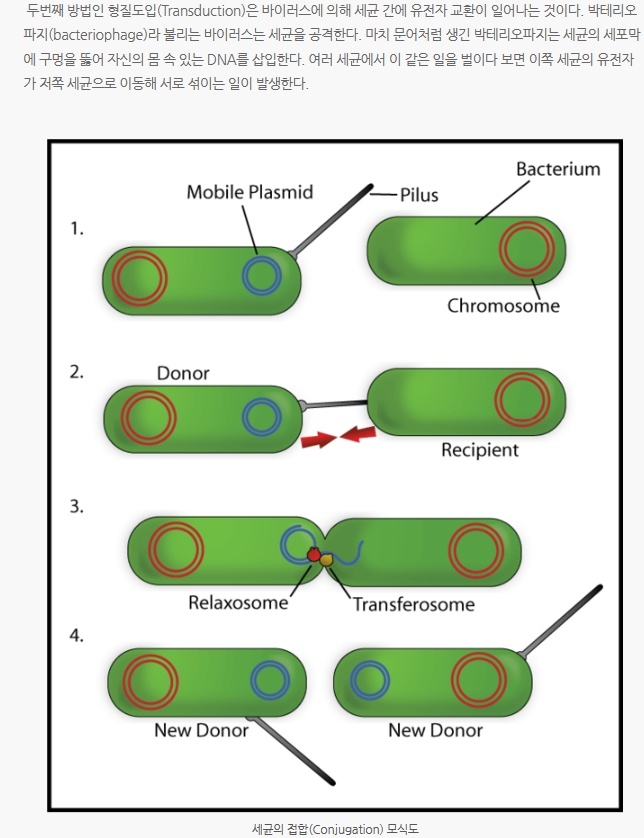 두번째 방법인 형질도입(Transduction)은 바이러스에 의해 세균 간에 유전자 교환이 일어나는 것이다. 박테리오
파지(bacteriophage)라 불리는 바이러스는 세균을 공격한다. 마치 문어처럼 생긴 박테리오파지는 세균의 세포막
에 구멍을 뚫어 자신의 몸 속 있는 DNA를 삽입한다. 여러 세균에서 이 같은 일을 벌이다 보면 이쪽 세균의 유전자
가 저쪽 세균으로 이동해 서로 섞이는 일이 발생한다.
Bacterium
Mobile Plasmid
Pilus
1.
Chromosome
2.
Donor
Recipient
3.
Relaxosome
Transferosome
4.
New Donor
New Donor
세균의 접합(Conjugation) 모식도